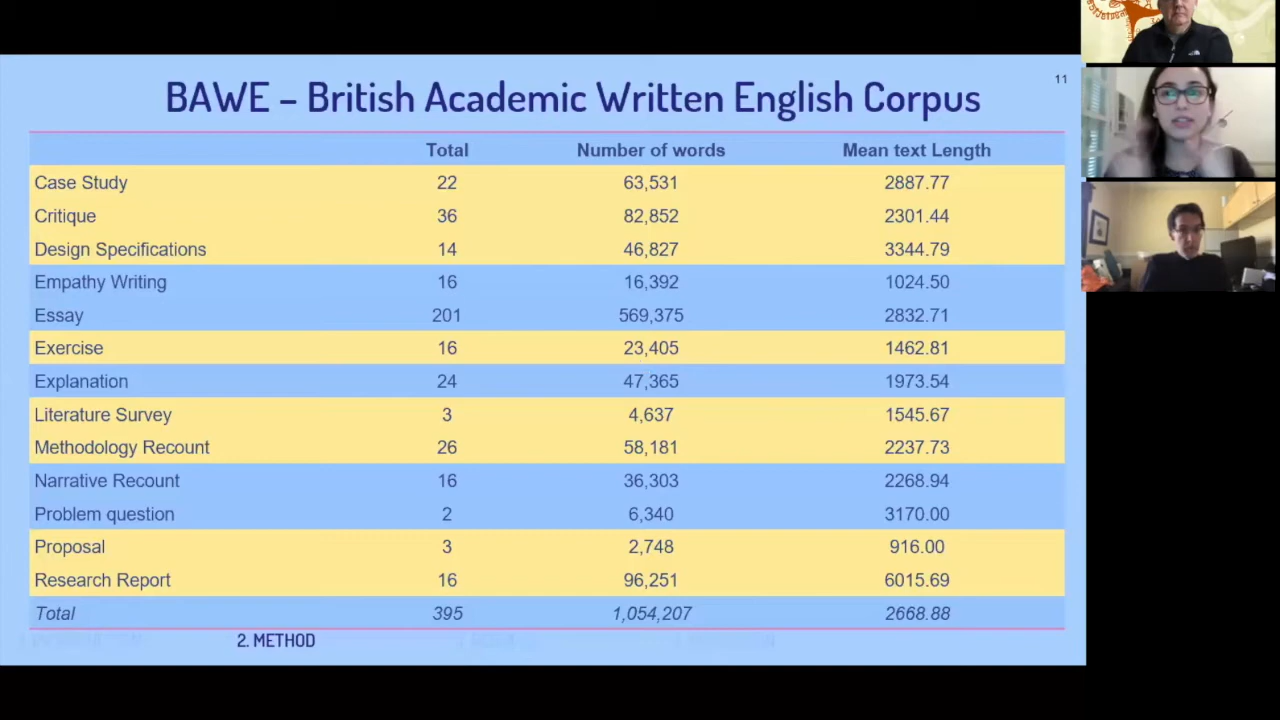 BAWE – British Academic Written English Corpus
11
Total Number of words Mean text Length
Case Study 22 63,531 2887.77
Critique 36 82,852 2301.44
Design Specifications 14 46,827 3344.79
Empathy Writing 16 16,392 1024.50
Essay 201 569,375 2832.71
Exercise 16 23,405 1462.81
Explanation 24 47,365 1973.54
Literature Survey 3 4,637 1545.67
Methodology Recount 26 58,181 2237.73
Narrative Recount 16 36,303 2268.94
Problem question 2 6,340 3170.00
Proposal 3 2,748 916.00
Research Report 16 96,251 6015.69
Total 395 1,054,207 2668.88
2. METHOD